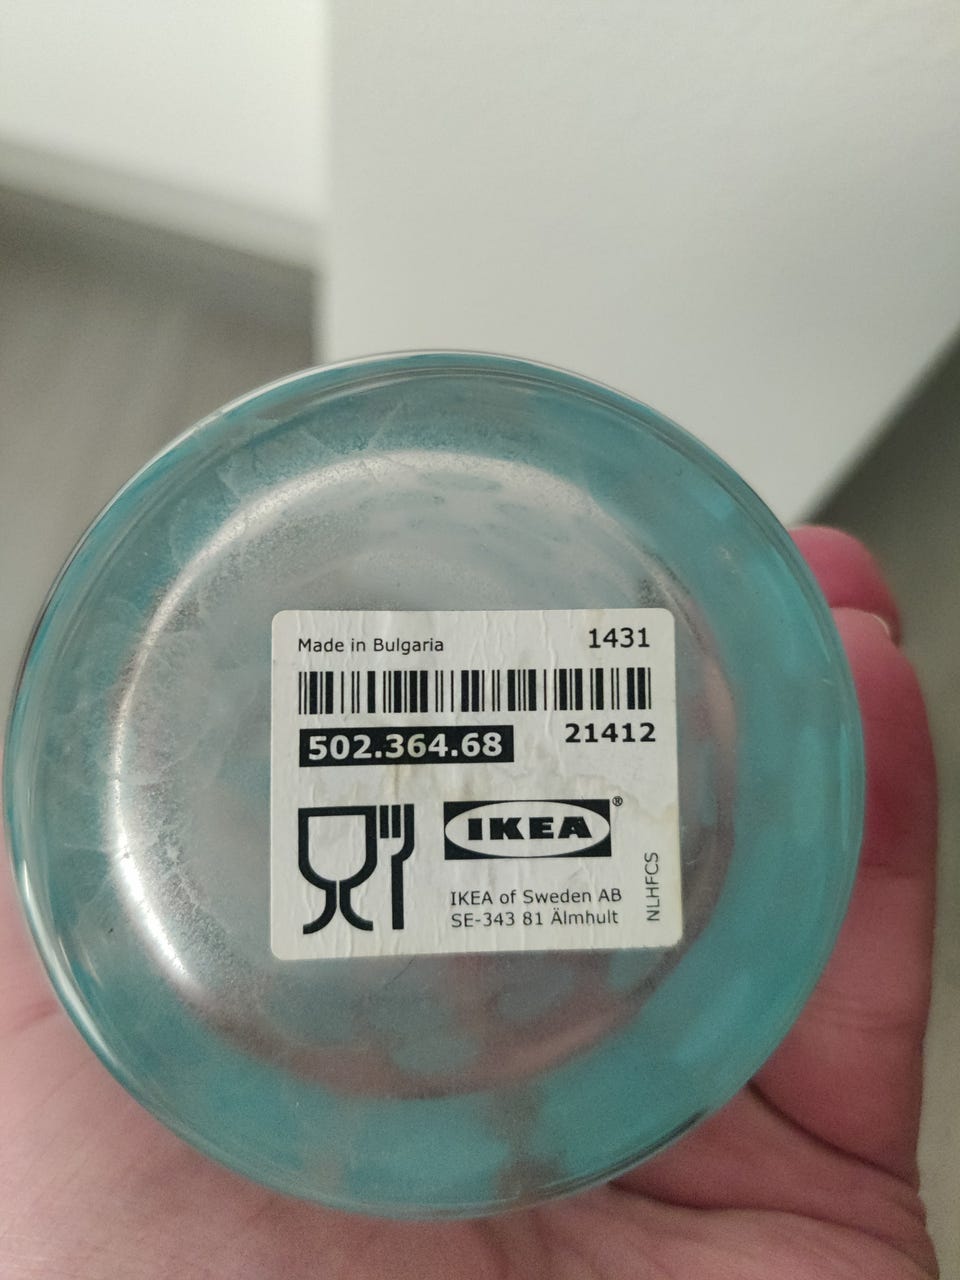 Made in Bulgaria 1431
502.364.68 21412
IKEA®
IKEA of Sweden AB
SE-343 81 Älmhult
NLHFCS